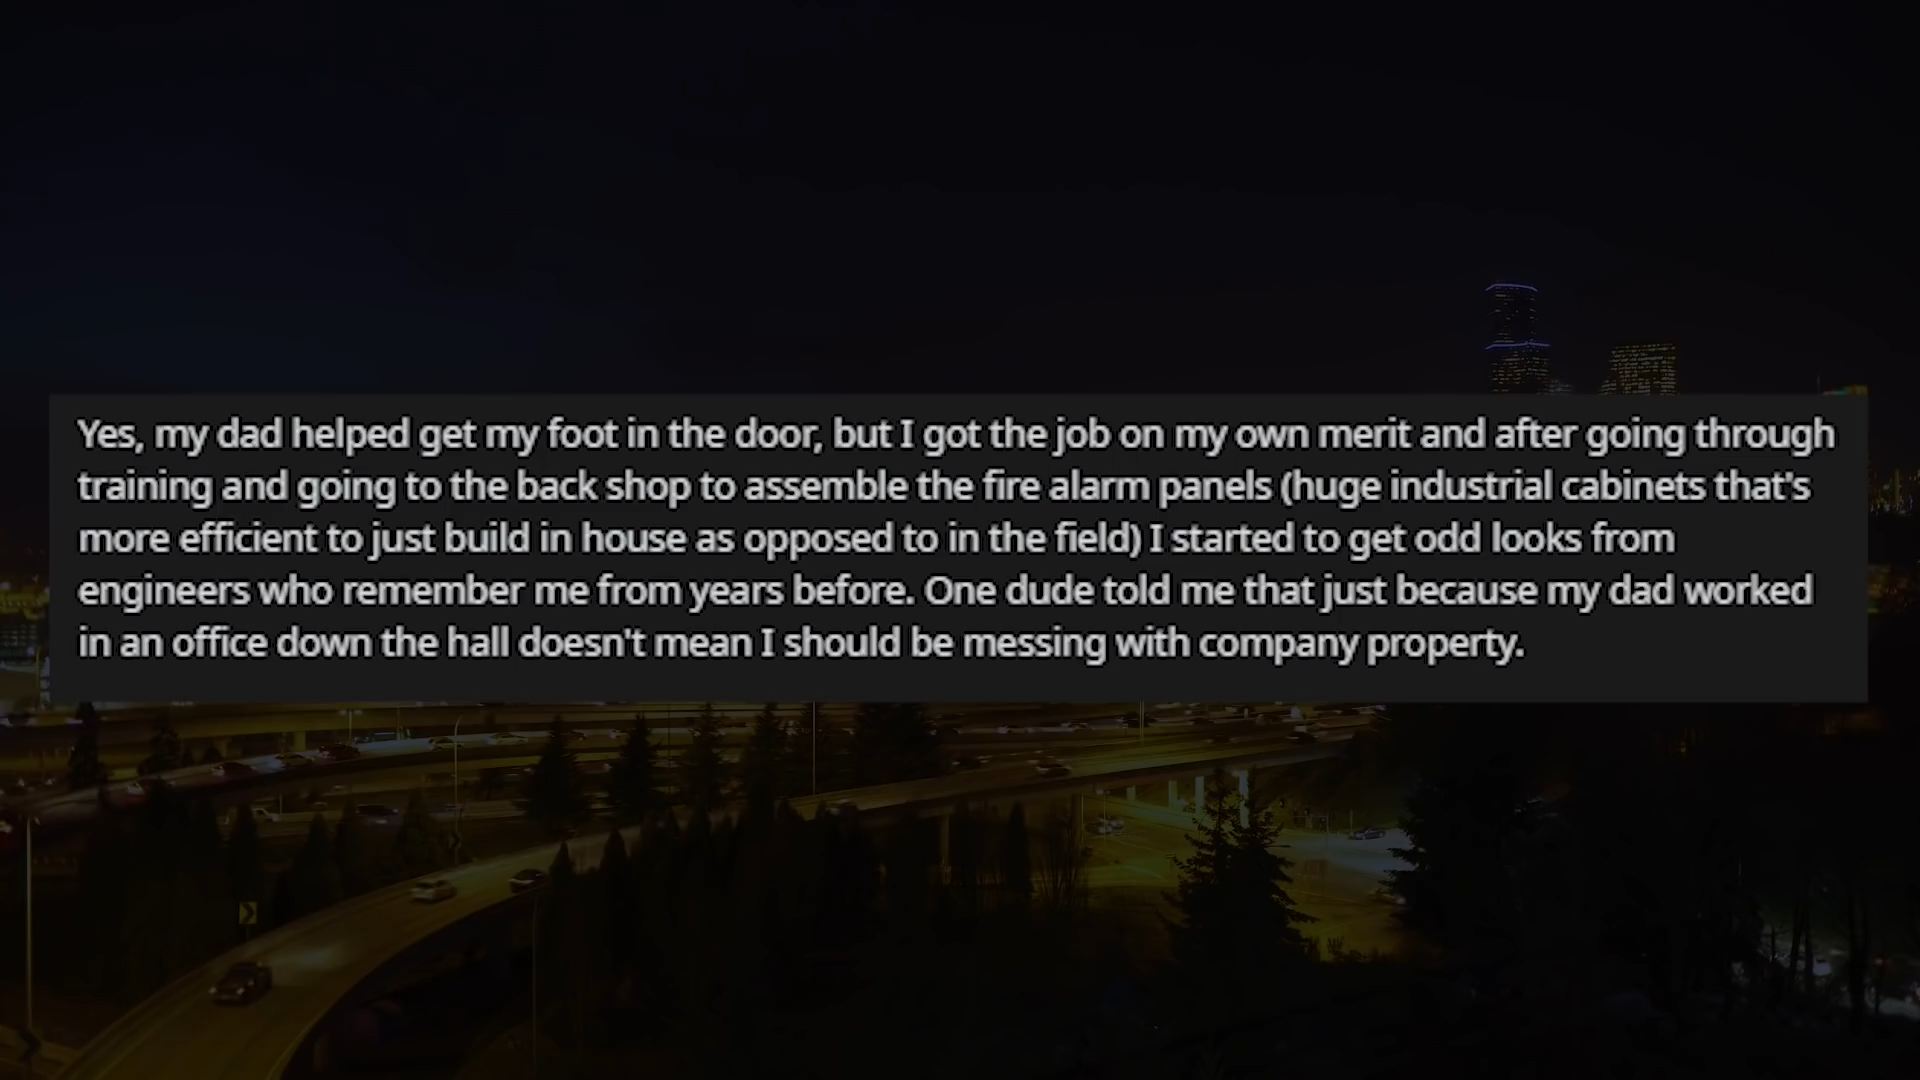 Yes, my dad helped get my foot in the door, but I got the job on my own merit and after going through
training and going to the back shop to assemble the fire alarm panels (huge industrial cabinets that's
more efficient to just build in house as opposed to in the field) I started to get odd looks from
engineers who remember me from years before. One dude told me that just because my dad worked
in an office down the hall doesn't mean I should be messing with company property.